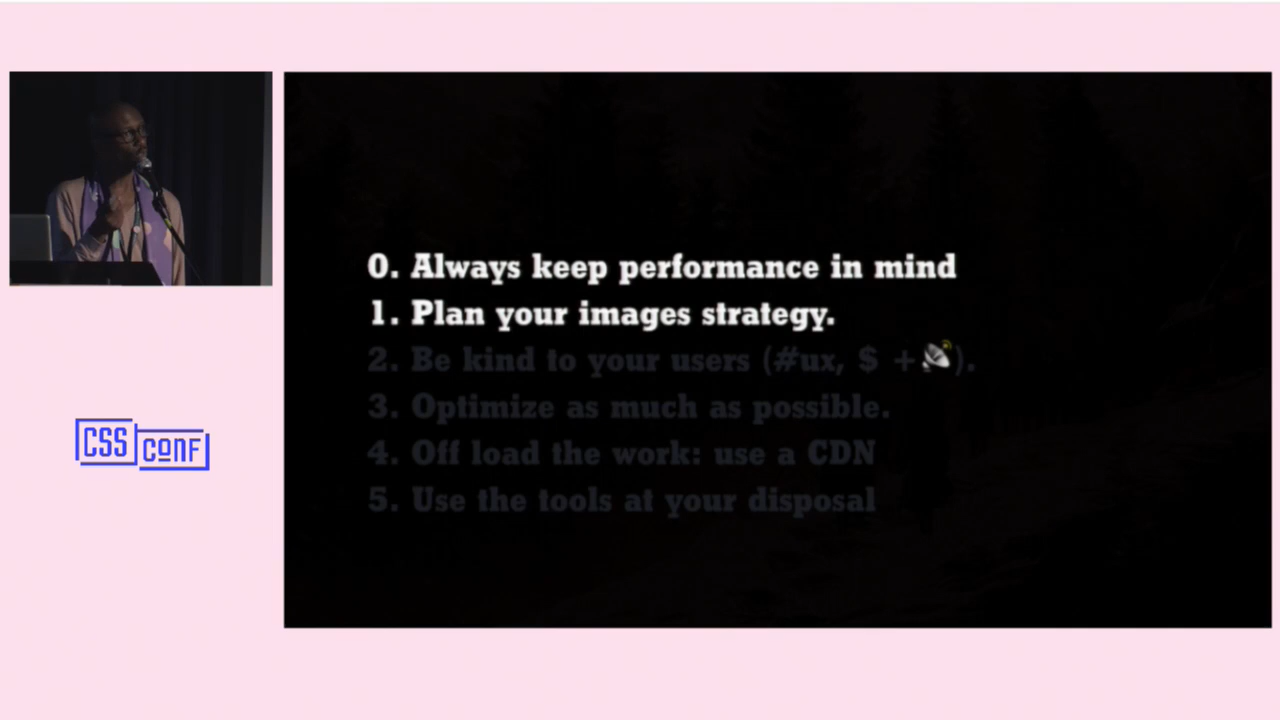 0. Always keep performance in mind
1. Plan your images strategy.
2. Be kind to your users (#ux, $ + 📡).
3. Optimize as much as possible.
4. Off load the work: use a CDN
5. Use the tools at your disposal
CSS
CONF